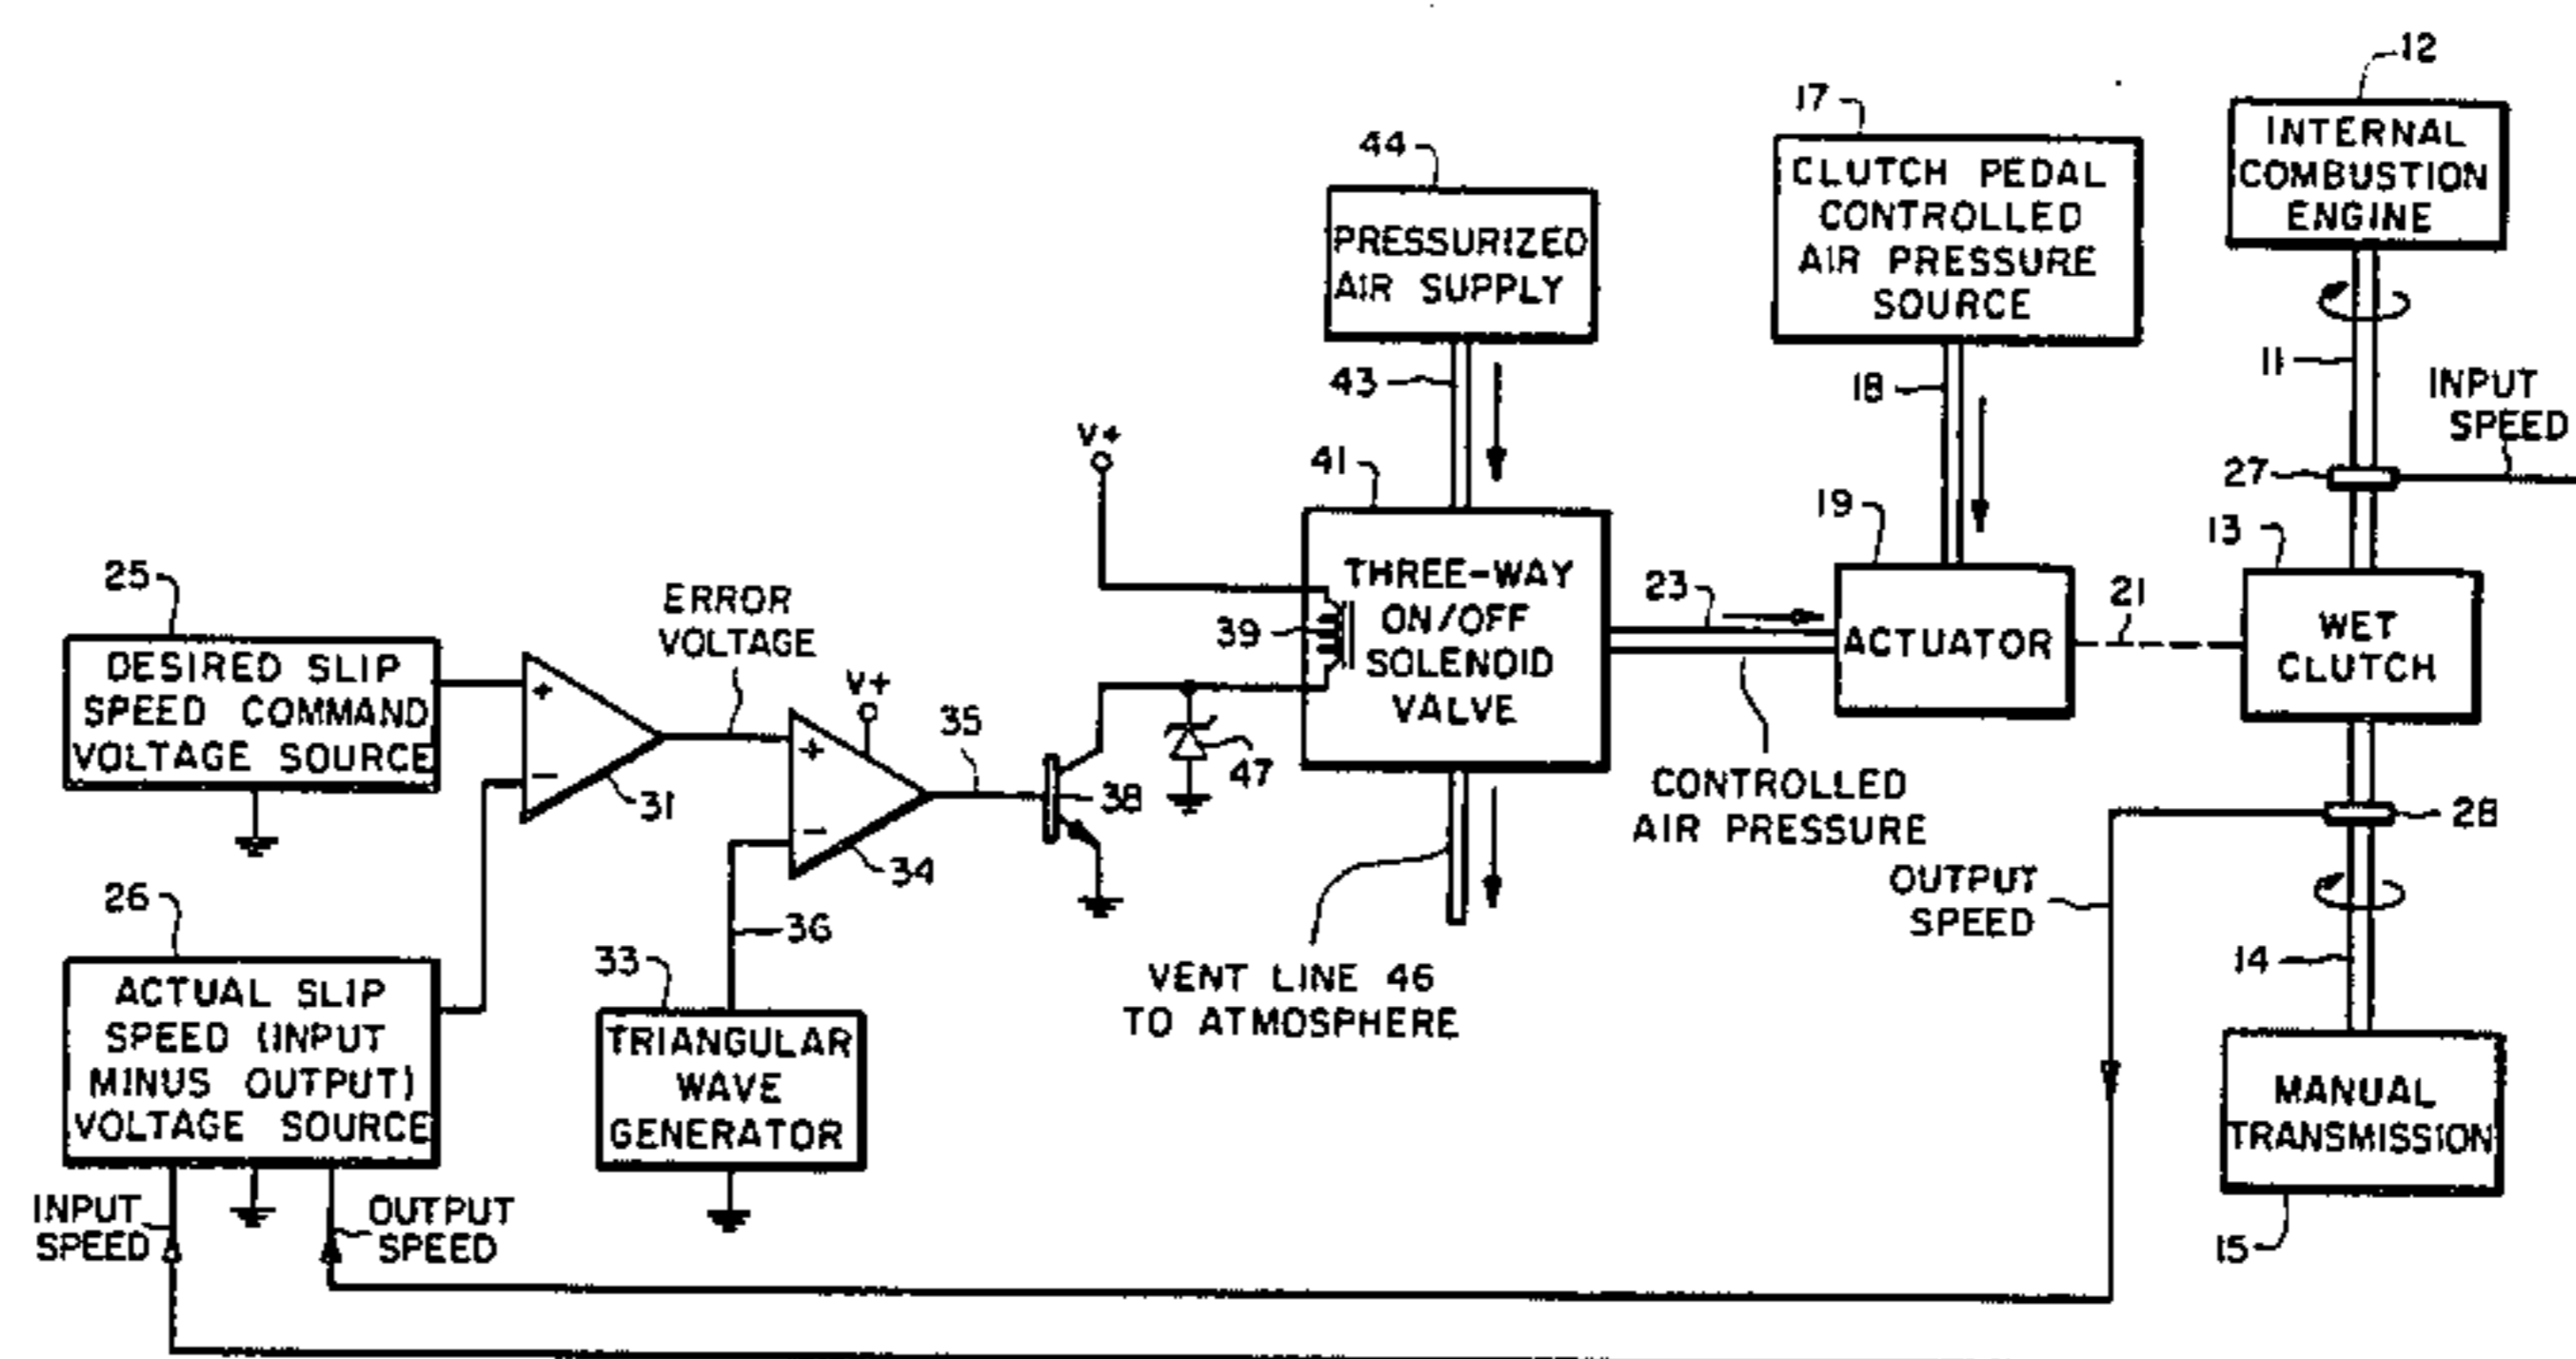 12
INTERNAL
COMBUSTION
ENGINE
17
CLUTCH PEDAL
CONTROLLED
AIR PRESSURE
SOURCE
44
PRESSURIZED
AIR SUPPLY
43
18
11
INPUT
SPEED
27
V+
41
19
13
THREE-WAY
ON/OFF
SOLENOID
VALVE
39
23
ACTUATOR
21
WET
CLUTCH
25
DESIRED SLIP
SPEED COMMAND
VOLTAGE SOURCE
ERROR
VOLTAGE
+
−
31
V+
+
−
34
35
38
47
CONTROLLED
AIR PRESSURE
28
OUTPUT
SPEED
14
26
ACTUAL SLIP
SPEED (INPUT
MINUS OUTPUT)
VOLTAGE SOURCE
36
33
TRIANGULAR
WAVE
GENERATOR
VENT LINE 46
TO ATMOSPHERE
MANUAL
TRANSMISSION
15
INPUT
SPEED
OUTPUT
SPEED